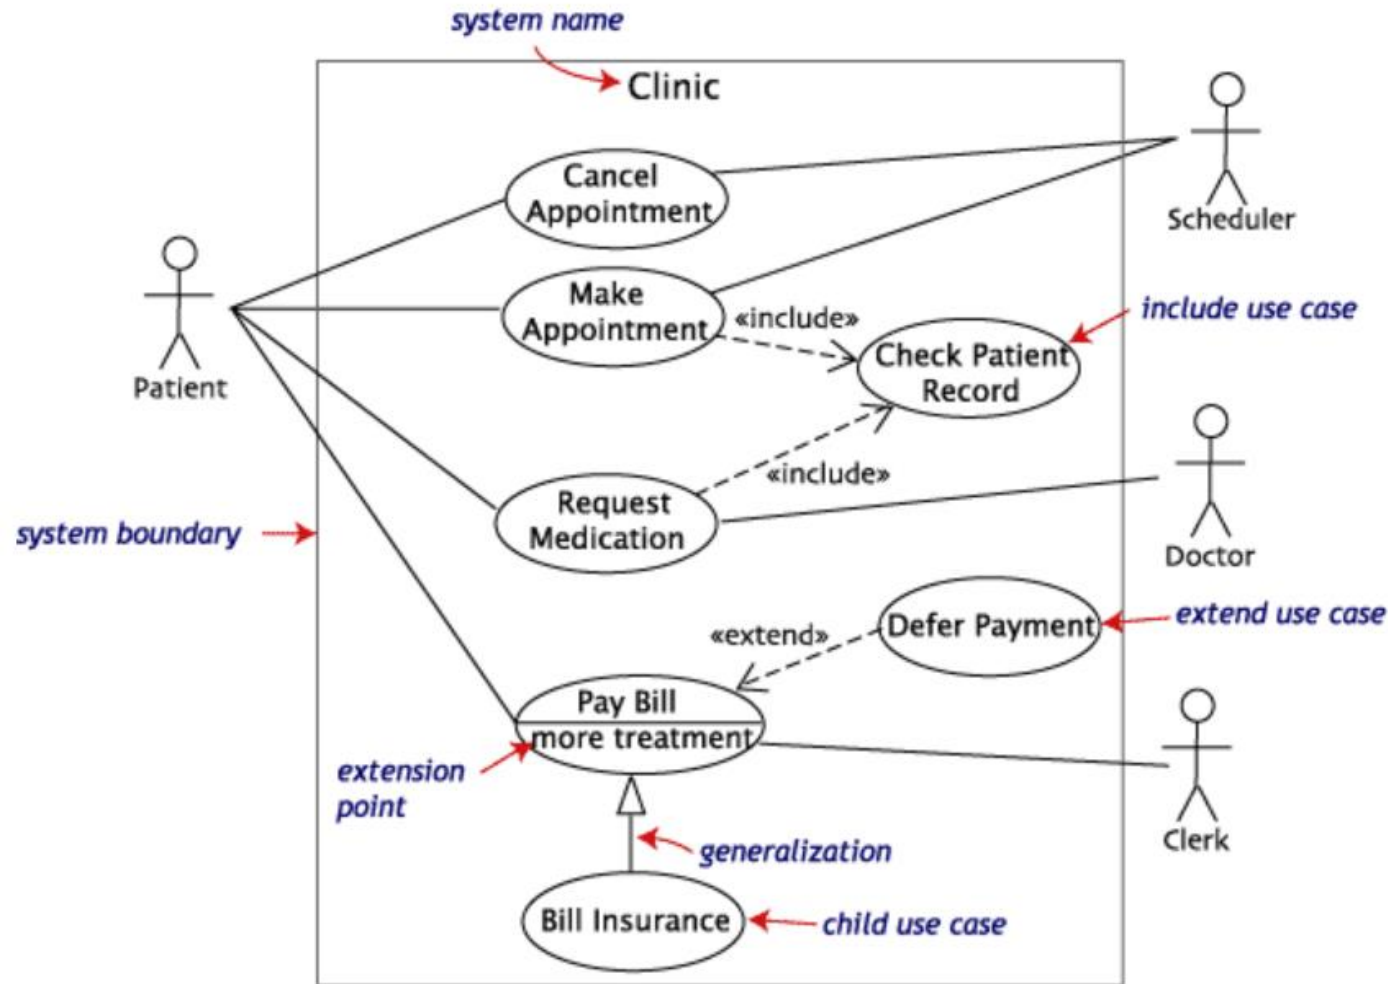 system name
Clinic
Cancel
Appointment
Scheduler
Make
Appointment
«include»
include use case
Check Patient
Record
Patient
«include»
Request
Medication
system boundary
Doctor
«extend»
Defer Payment
extend use case
Pay Bill
more treatment
extension
point
Clerk
generalization
Bill Insurance
child use case